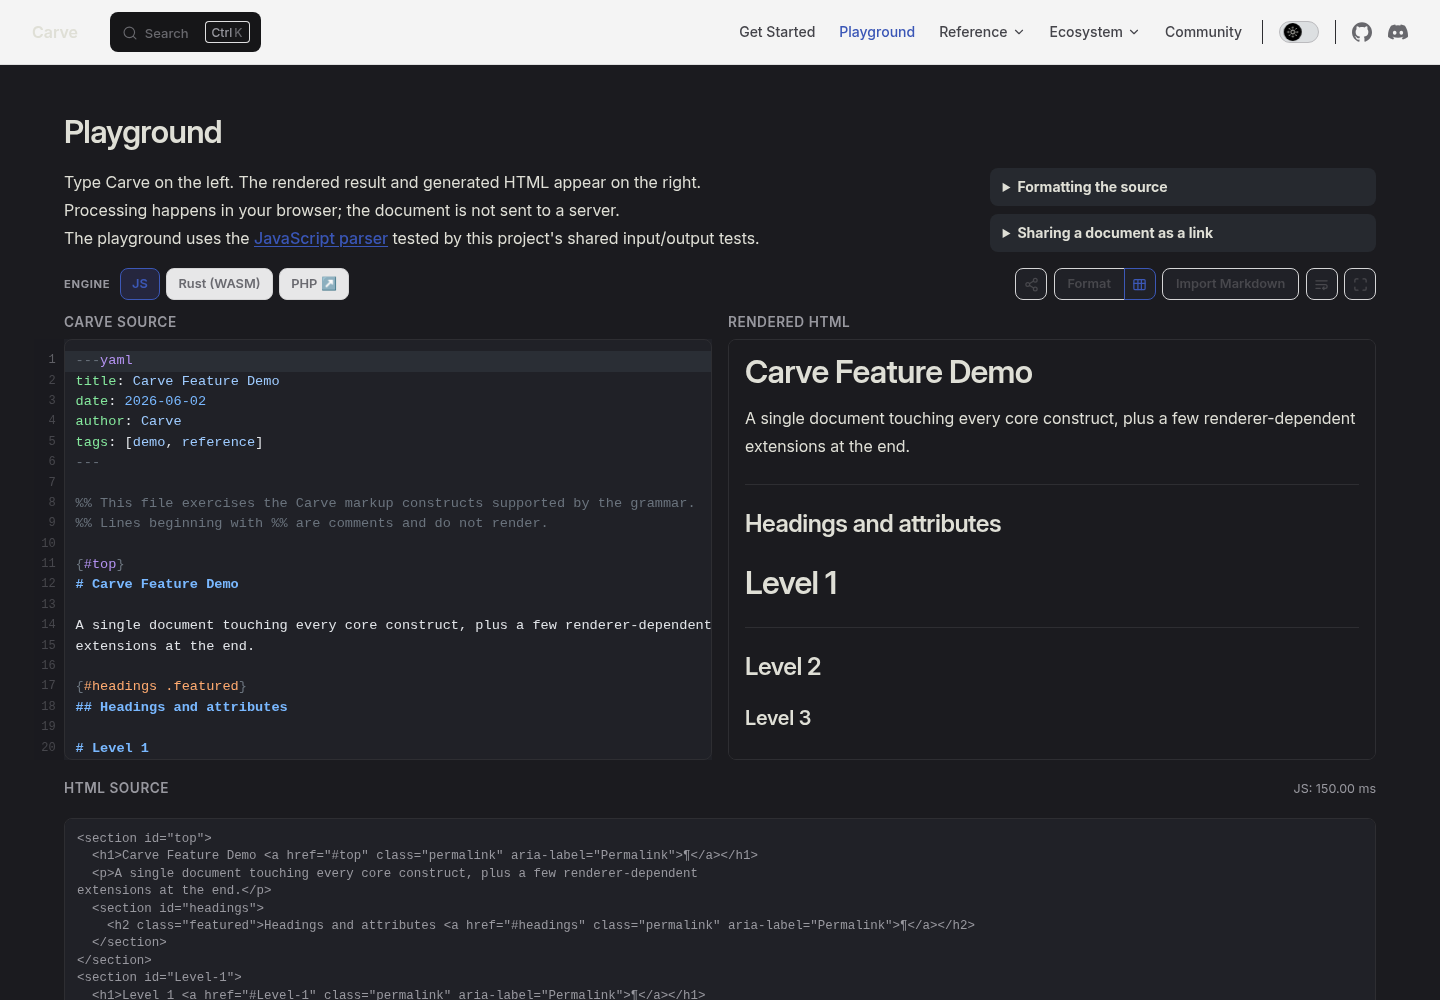 Carve
Search Ctrl K
Get Started
Playground
Reference
Ecosystem
Community
Playground
Type Carve on the left. The rendered result and generated HTML appear on the right.
Processing happens in your browser; the document is not sent to a server.
The playground uses the JavaScript parser tested by this project's shared input/output tests.
Formatting the source
Sharing a document as a link
ENGINE JS Rust (WASM) PHP ↗️
Format Import Markdown
CARVE SOURCE
1 ---yaml
2 title: Carve Feature Demo
3 date: 2026-06-02
4 author: Carve
5 tags: [demo, reference]
6 ---
7
8 %% This file exercises the Carve markup constructs supported by the grammar.
9 %% Lines beginning with %% are comments and do not render.
10
11 {#top}
12 # Carve Feature Demo
13
14 A single document touching every core construct, plus a few renderer-dependent
15 extensions at the end.
16
17 {#headings .featured}
18 ## Headings and attributes
19
20 # Level 1
RENDERED HTML
Carve Feature Demo
A single document touching every core construct, plus a few renderer-dependent
extensions at the end.
Headings and attributes
Level 1
Level 2
Level 3
HTML SOURCE
JS: 150.00 ms
<section id="top">
  <h1>Carve Feature Demo <a href="#top" class="permalink" aria-label="Permalink">¶</a></h1>
  <p>A single document touching every core construct, plus a few renderer-dependent
extensions at the end.</p>
  <section id="headings">
    <h2 class="featured">Headings and attributes <a href="#headings" class="permalink" aria-label="Permalink">¶</a></h2>
  </section>
</section>
<section id="Level-1">
  <h1>Level 1 <a href="#Level-1" class="permalink" aria-label="Permalink">¶</a></h1>